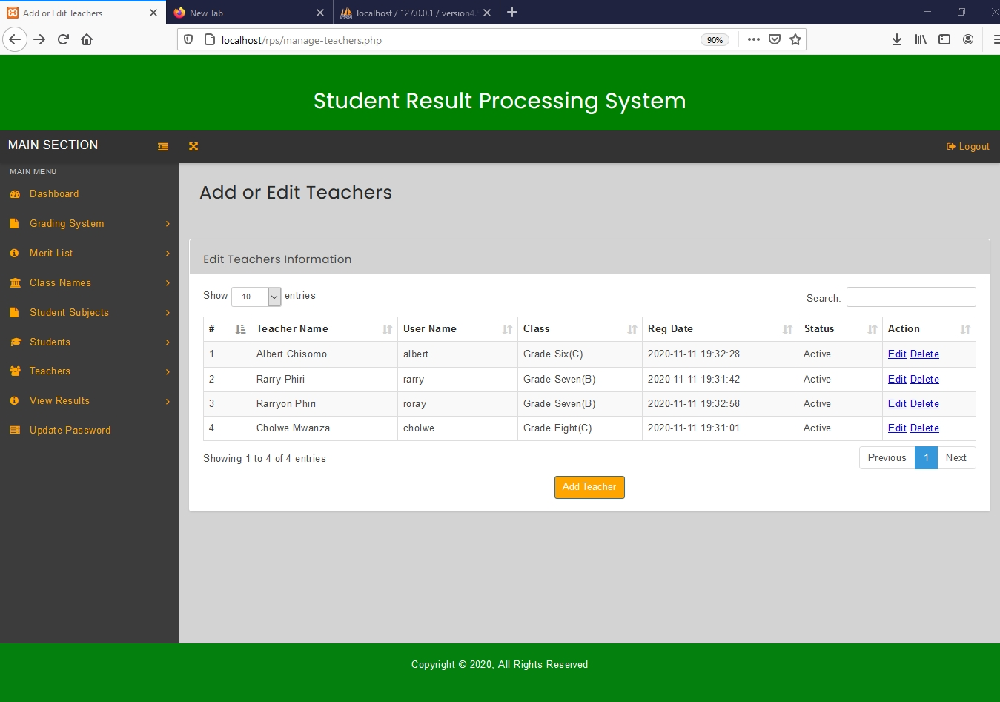 Add or Edit Teachers
New Tab
localhost / 127.0.0.1 / version4.
localhost/rps/manage-teachers.php
90%
Student Result Processing System
MAIN SECTION
Logout
MAIN MENU
Dashboard
Grading System
Merit List
Class Names
Student Subjects
Students
Teachers
View Results
Update Password
Add or Edit Teachers
Edit Teachers Information
Show 10 entries
Search:
# Teacher Name User Name Class Reg Date Status Action
1 Albert Chisomo albert Grade Six(C) 2020-11-11 19:32:28 Active Edit Delete
2 Rarry Phiri rarry Grade Seven(B) 2020-11-11 19:31:42 Active Edit Delete
3 Rarryon Phiri roray Grade Seven(B) 2020-11-11 19:32:58 Active Edit Delete
4 Cholwe Mwanza cholwe Grade Eight(C) 2020-11-11 19:31:01 Active Edit Delete
Showing 1 to 4 of 4 entries
Previous 1 Next
Add Teacher
Copyright © 2020; All Rights Reserved